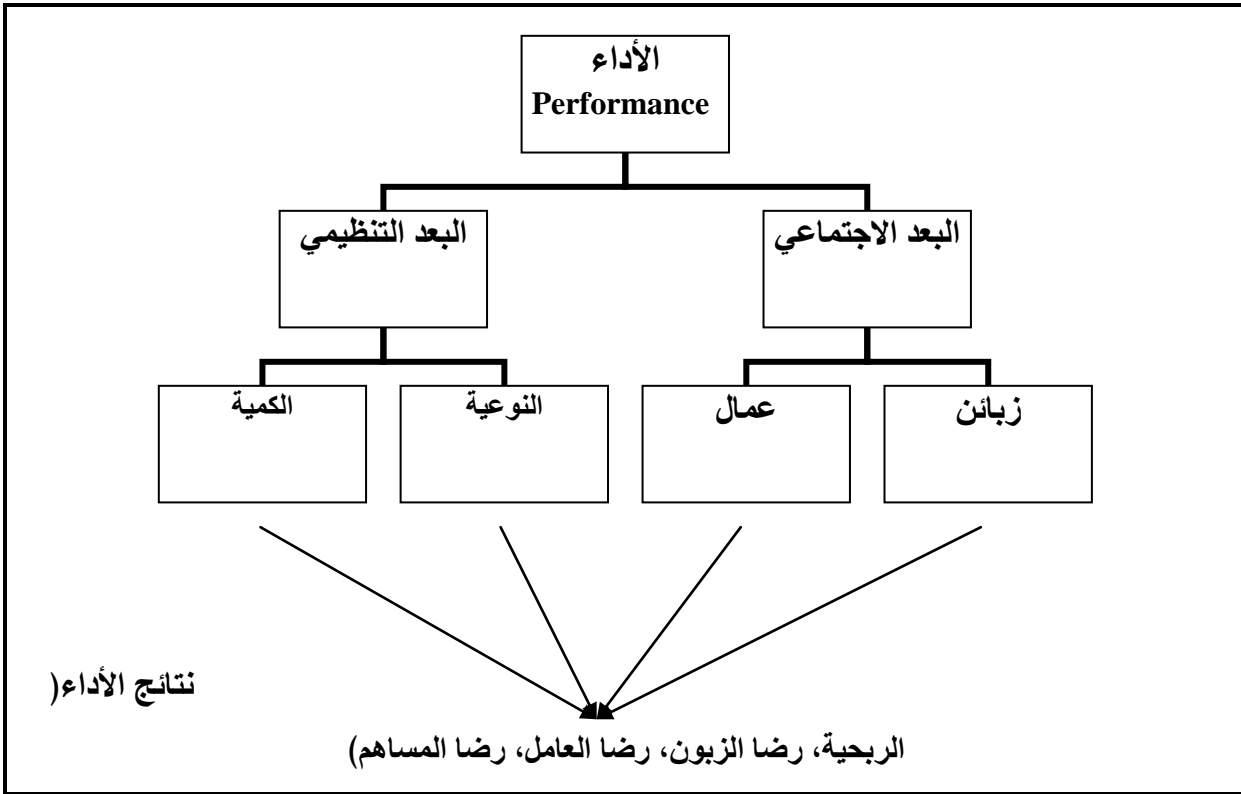 الأداء
Performance
البعد الاجتماعي
البعد التنظيمي
زبائن
عمال
النوعية
الكمية
نتائج الأداء(
الربحية، رضا الزبون، رضا العامل، رضا المساهم)